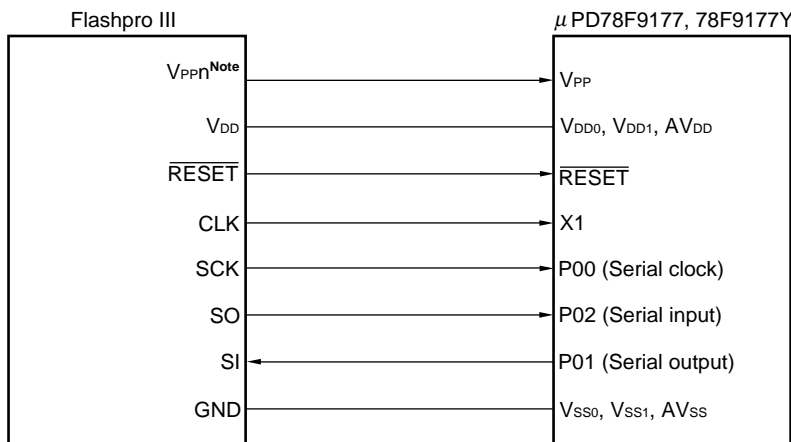 Flashpro III
μPD78F9177, 78F9177Y
VPPnNote
VPP
VDD
VDD0, VDD1, AVDD
RESET
RESET
CLK
X1
SCK
P00 (Serial clock)
SO
P02 (Serial input)
SI
P01 (Serial output)
GND
VSS0, VSS1, AVSS